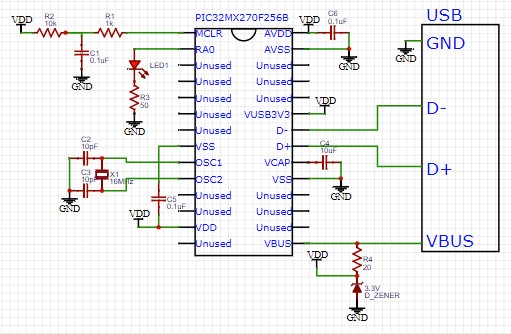 PIC32MX270F256B
USB
VDD
R2
10k
R1
1k
C1
0.1uF
GND
LED1
R3
50
GND
MCLR
RA0
Unused
Unused
Unused
Unused
Unused
VSS
OSC1
OSC2
Unused
Unused
VDD
Unused
AVDD
AVSS
Unused
Unused
Unused
VUSB3V3
D-
D+
VCAP
VSS
Unused
Unused
Unused
VBUS
VDD
C6
0.1uF
GND
VDD
C4
10uF
GND
C2
10pF
C3
10pF
X1
16MHz
GND
C5
0.1uF
VDD
VDD
R4
20
3.3V
D_ZENER
GND
GND
GND
D-
D+
VBUS